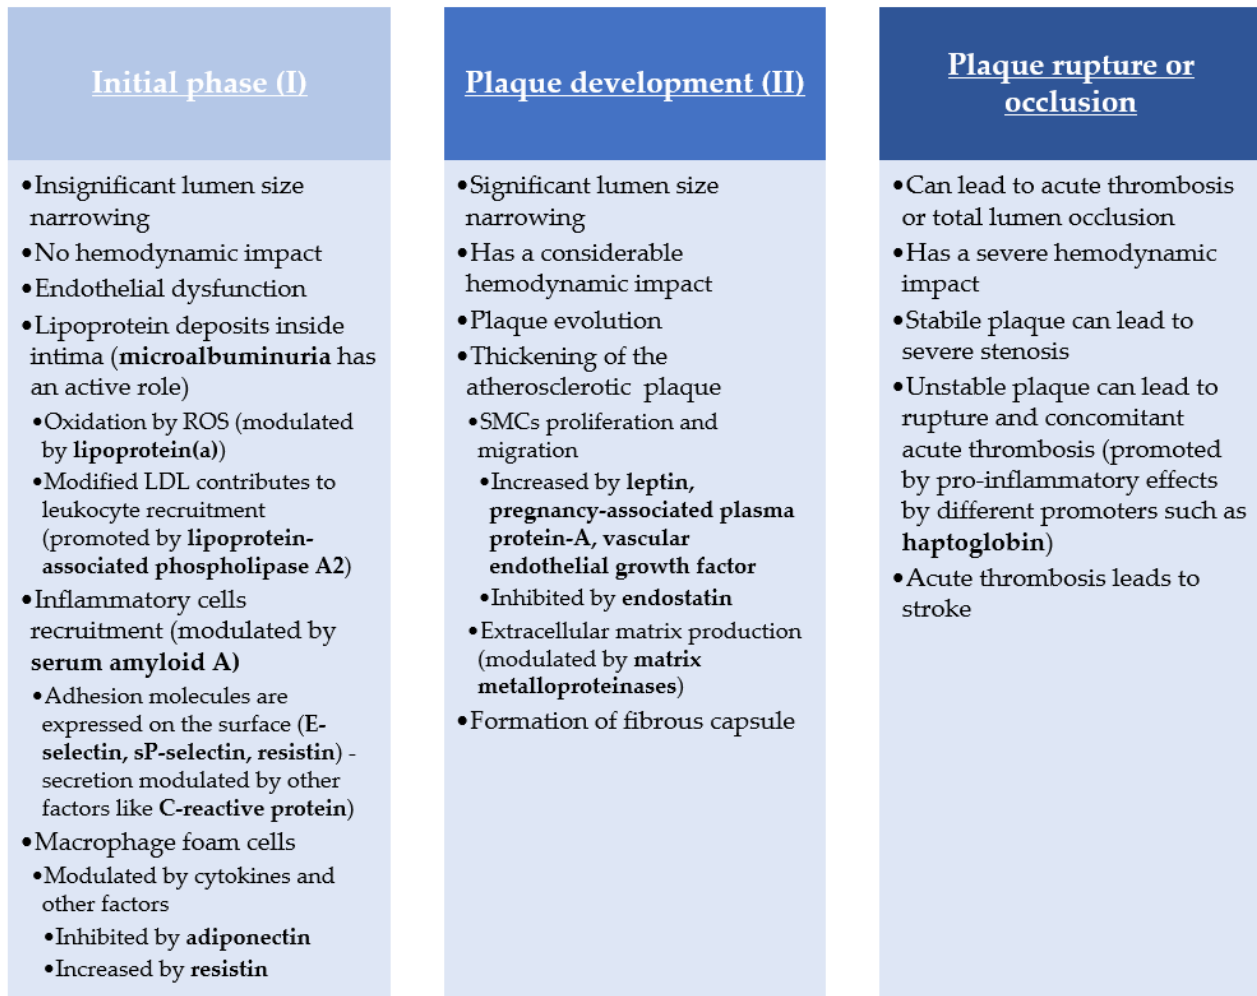 Initial phase (I)
•Insignificant lumen size
narrowing
•No hemodynamic impact
•Endothelial dysfunction
•Lipoprotein deposits inside
intima (microalbuminuria has
an active role)
•Oxidation by ROS (modulated
by lipoprotein(a))
•Modified LDL contributes to
leukocyte recruitment
(promoted by lipoprotein-
associated phospholipase A2)
•Inflammatory cells
recruitment (modulated by
serum amyloid A)
•Adhesion molecules are
expressed on the surface (E-
selectin, sP-selectin, resistin) -
secretion modulated by other
factors like C-reactive protein)
•Macrophage foam cells
•Modulated by cytokines and
other factors
•Inhibited by adiponectin
•Increased by resistin
Plaque development (II)
•Significant lumen size
narrowing
•Has a considerable
hemodynamic impact
•Plaque evolution
•Thickening of the
atherosclerotic plaque
•SMCs proliferation and
migration
•Increased by leptin,
pregnancy-associated plasma
protein-A, vascular
endothelial growth factor
•Inhibited by endostatin
•Extracellular matrix production
(modulated by matrix
metalloproteinases)
•Formation of fibrous capsule
Plaque rupture or
occlusion
•Can lead to acute thrombosis
or total lumen occlusion
•Has a severe hemodynamic
impact
•Stabile plaque can lead to
severe stenosis
•Unstable plaque can lead to
rupture and concomitant
acute thrombosis (promoted
by pro-inflammatory effects
by different promoters such as
haptoglobin)
•Acute thrombosis leads to
stroke